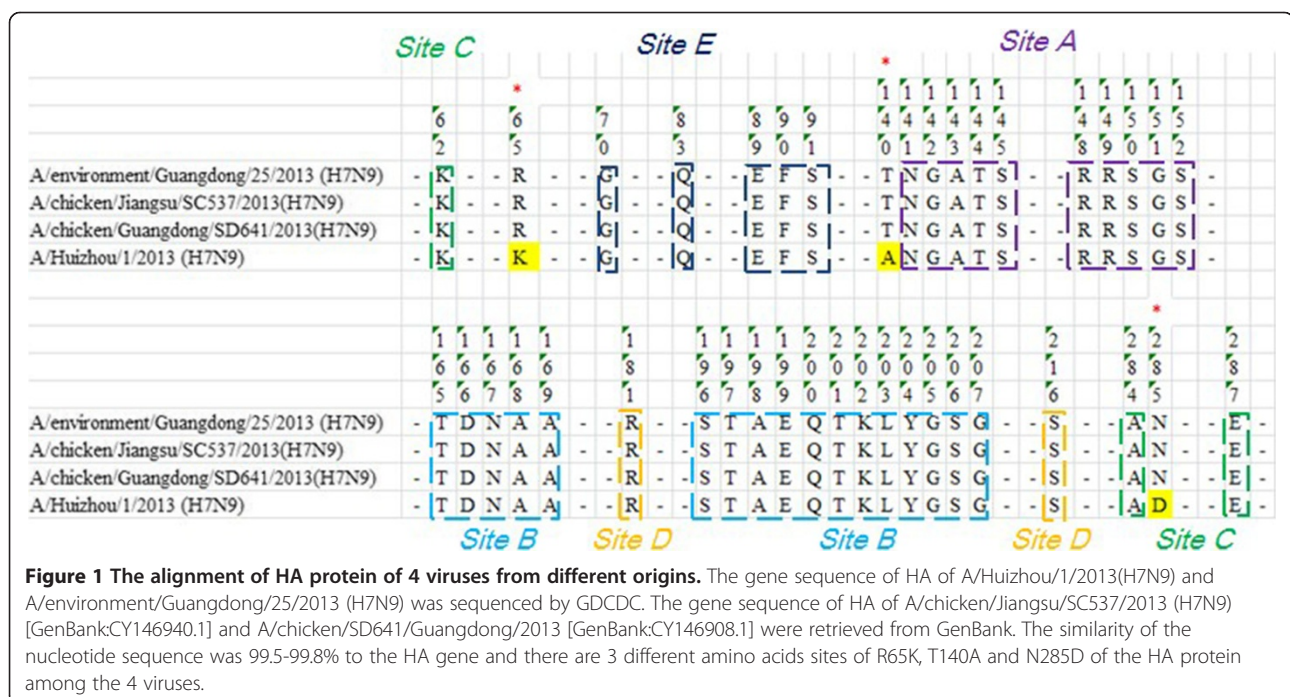 Site C Site E Site A
* *
1 1 1 1 1 1 1 1 1 1 1
6 6 7 8 8 9 9 4 4 4 4 4 4 4 4 5 5 5
2 5 0 3 9 0 1 0 1 2 3 4 5 8 9 0 1 2
A/environment/Guangdong/25/2013 (H7N9) - K - - R - - G - - Q - - E F S - - T N G A T S - - R R S G S -
A/chicken/Jiangsu/SC537/2013(H7N9) - K - - R - - G - - Q - - E F S - - T N G A T S - - R R S G S -
A/chicken/Guangdong/SD641/2013(H7N9) - K - - R - - G - - Q - - E F S - - T N G A T S - - R R S G S -
A/Huizhou/1/2013 (H7N9) - K - - K - - G - - Q - - E F S - - A N G A T S - - R R S G S -
*
1 1 1 1 1 1 1 1 1 1 2 2 2 2 2 2 2 2 2 2 2 2
6 6 6 6 6 8 9 9 9 9 0 0 0 0 0 0 0 0 1 8 8 8
5 6 7 8 9 1 6 7 8 9 0 1 2 3 4 5 6 7 6 4 5 7
A/environment/Guangdong/25/2013 (H7N9) - T D N A A - - R - - S T A E Q T K L Y G S G - - S - - A N - - E -
A/chicken/Jiangsu/SC537/2013(H7N9) - T D N A A - - R - - S T A E Q T K L Y G S G - - S - - A N - - E -
A/chicken/Guangdong/SD641/2013(H7N9) - T D N A A - - R - - S T A E Q T K L Y G S G - - S - - A N - - E -
A/Huizhou/1/2013 (H7N9) - T D N A A - - R - - S T A E Q T K L Y G S G - - S - - A D - - E -
Site B Site D Site B Site D Site C
Figure 1 The alignment of HA protein of 4 viruses from different origins. The gene sequence of HA of A/Huizhou/1/2013(H7N9) and
A/environment/Guangdong/25/2013 (H7N9) was sequenced by GDCDC. The gene sequence of HA of A/chicken/Jiangsu/SC537/2013 (H7N9)
[GenBank:CY146940.1] and A/chicken/SD641/Guangdong/2013 [GenBank:CY146908.1] were retrieved from GenBank. The similarity of the
nucleotide sequence was 99.5-99.8% to the HA gene and there are 3 different amino acids sites of R65K, T140A and N285D of the HA protein
among the 4 viruses.